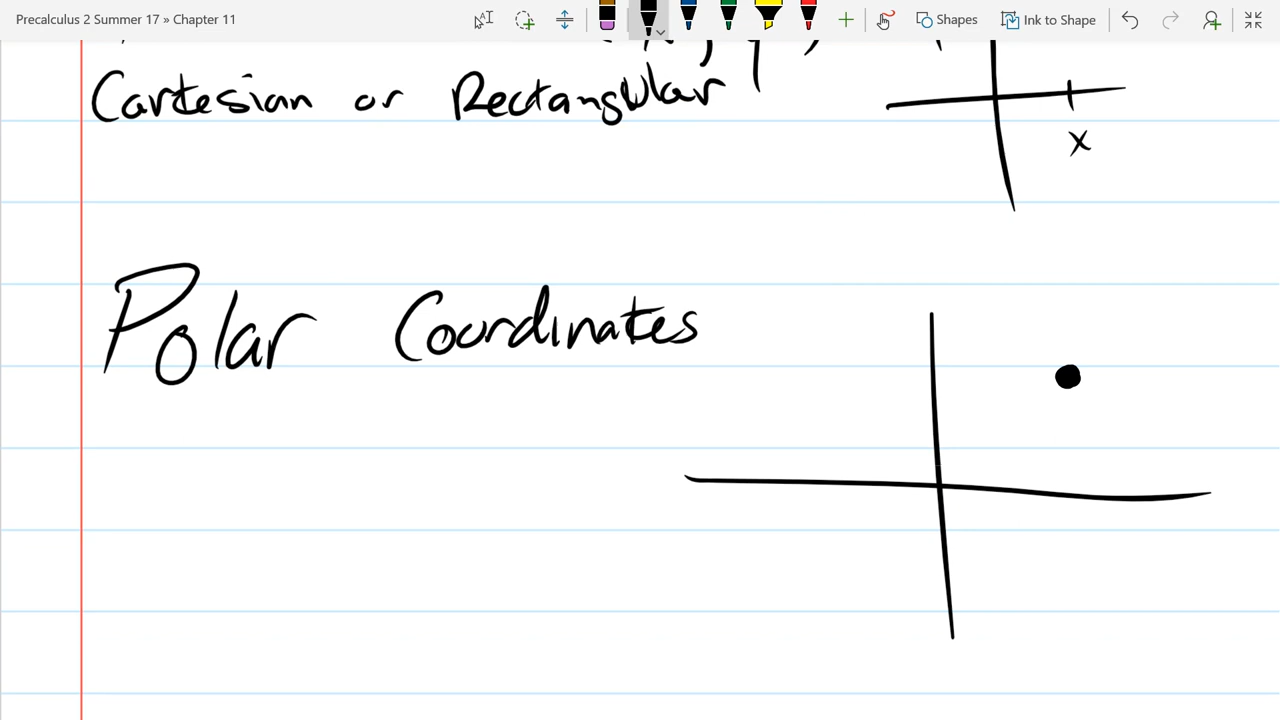 Precalculus 2 Summer 17 » Chapter 11
Shapes
Ink to Shape
Cartesian or Rectangular
x
Polar Coordinates